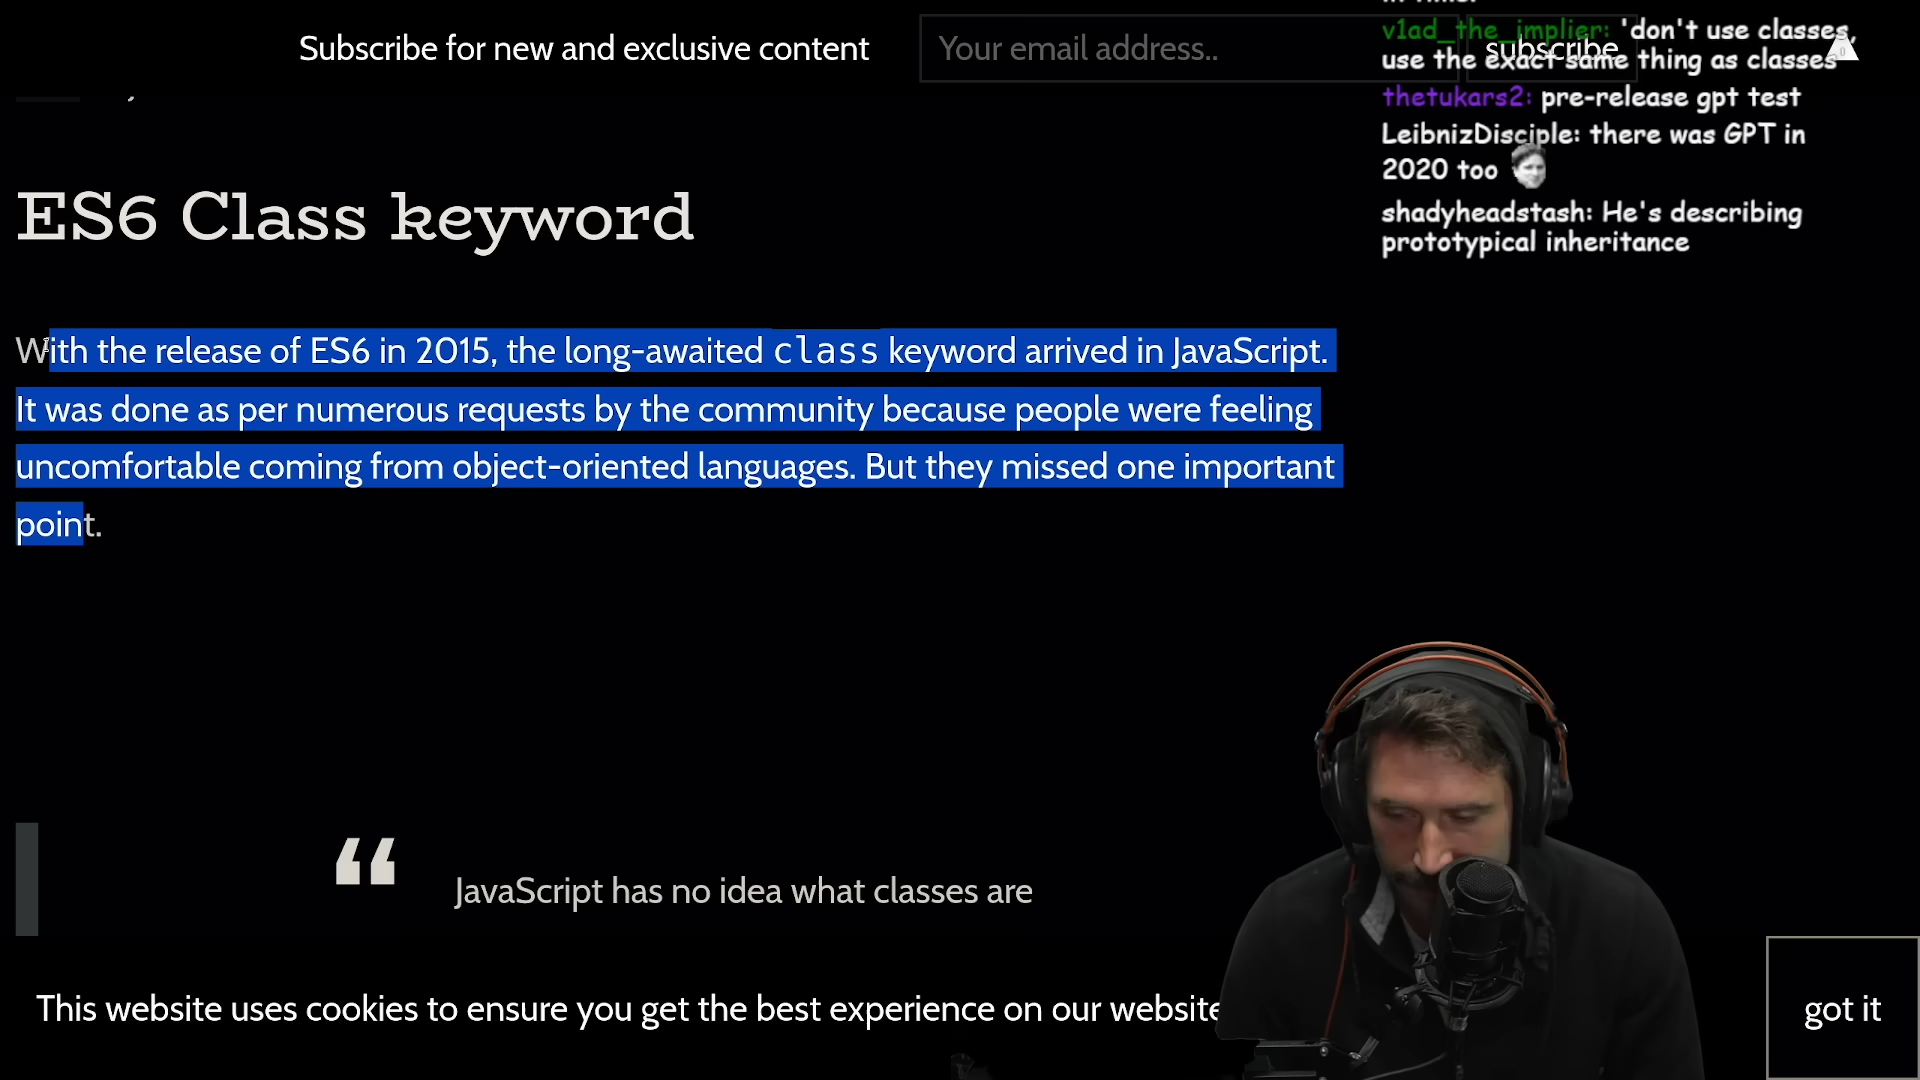 Subscribe for new and exclusive content
Your email address..
subscribe
v1ad_the_implier: 'don't use classes,
use the exact same thing as classes'
thetukars2: pre-release gpt test
LeibnizDisciple: there was GPT in
2020 too
shadyheadstash: He's describing
prototypical inheritance
ES6 Class keyword
With the release of ES6 in 2015, the long-awaited class keyword arrived in JavaScript.
It was done as per numerous requests by the community because people were feeling
uncomfortable coming from object-oriented languages. But they missed one important
point.
“ JavaScript has no idea what classes are
This website uses cookies to ensure you get the best experience on our website
got it